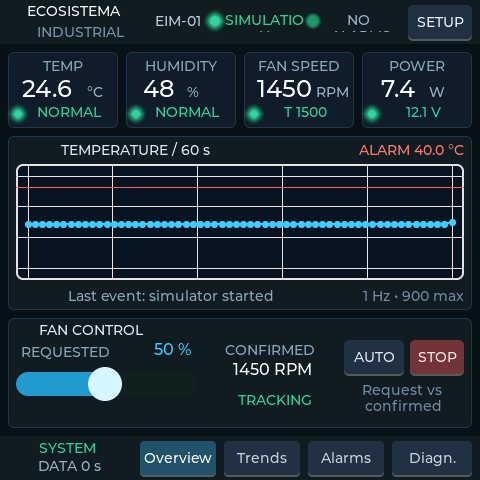 ECOSISTEMA
INDUSTRIAL
EIM-01
SIMULATIO
NO
SETUP
TEMP
24.6 °C
NORMAL
HUMIDITY
48 %
NORMAL
FAN SPEED
1450 RPM
T 1500
POWER
7.4 W
12.1 V
TEMPERATURE / 60 s
ALARM 40.0 °C
Last event: simulator started
1 Hz • 900 max
FAN CONTROL
REQUESTED
50 %
CONFIRMED
1450 RPM
TRACKING
AUTO
STOP
Request vs
confirmed
SYSTEM
DATA 0 s
Overview
Trends
Alarms
Diagn.